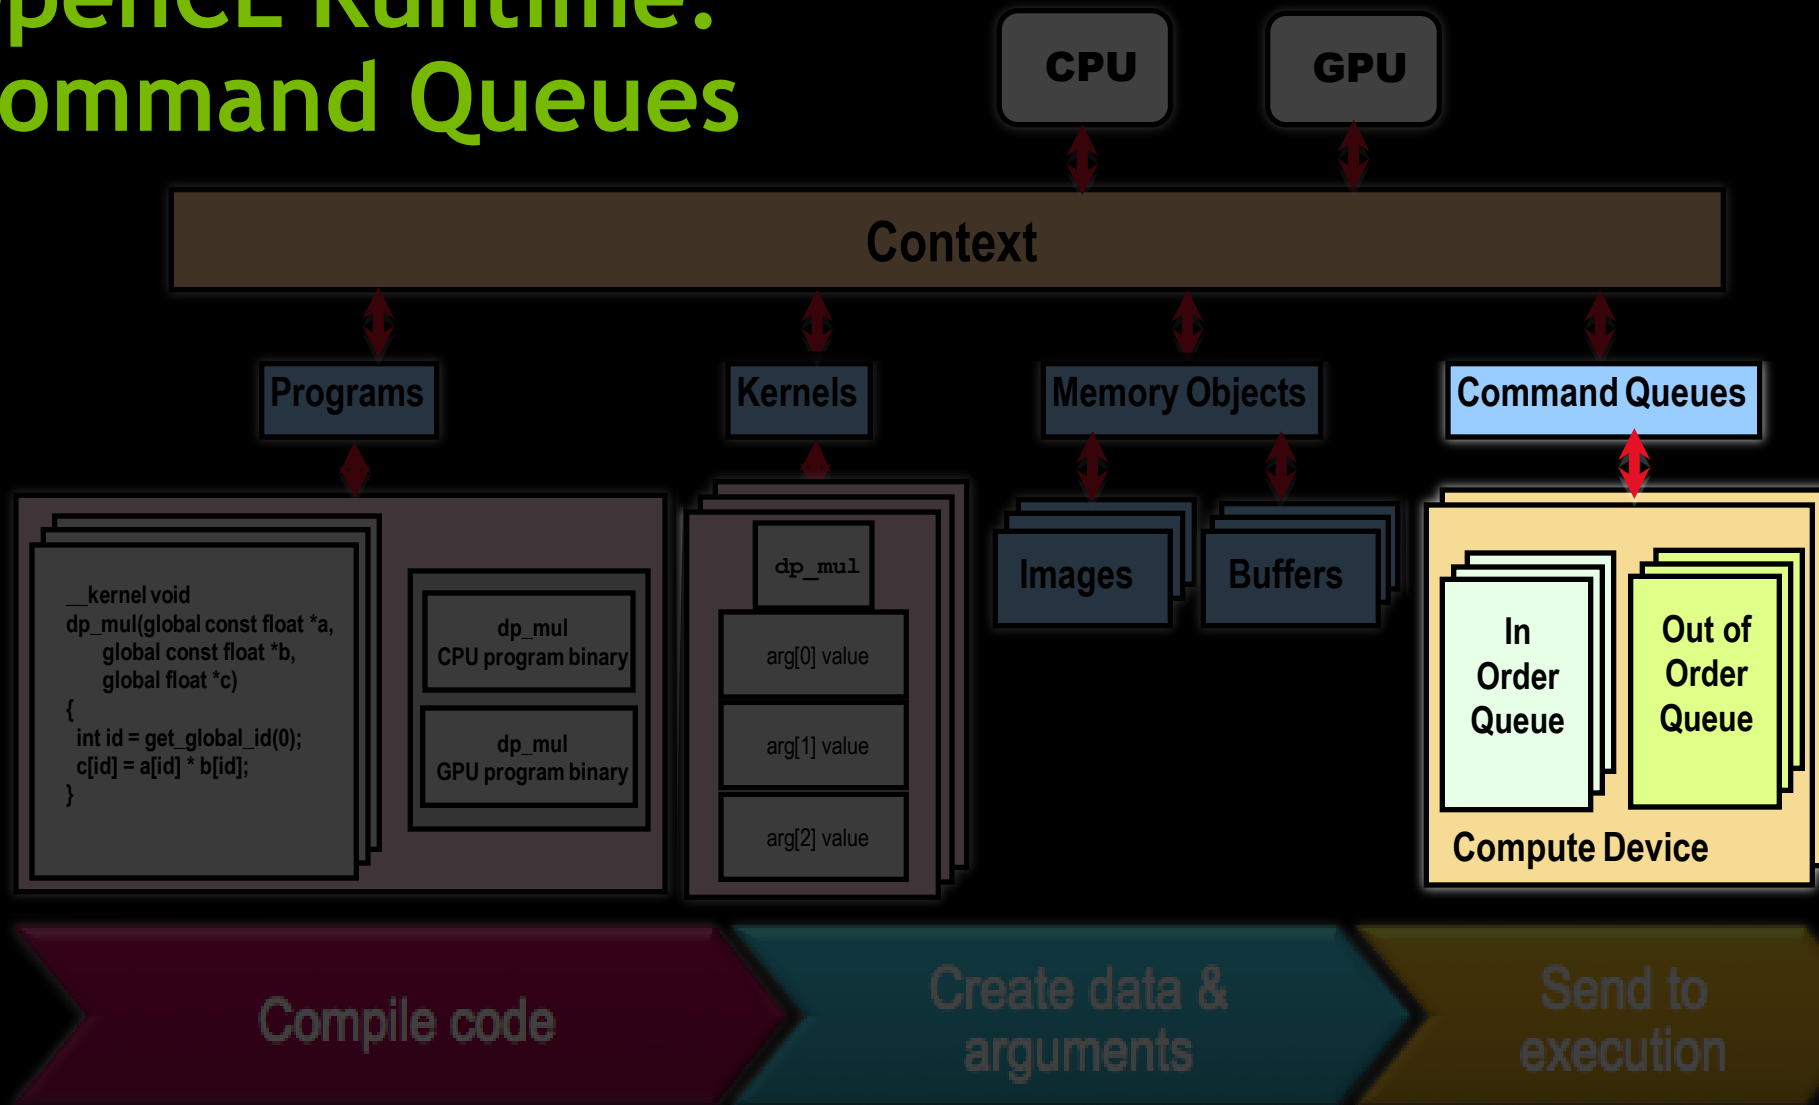 penCL Runtime:
ommand Queues
CPU
GPU
Context
Programs
Kernels
Memory Objects
Command Queues
__kernel void
dp_mul(global const float *a,
global const float *b,
global float *c)
{
int id = get_global_id(0);
c[id] = a[id] * b[id];
}
dp_mul
CPU program binary
dp_mul
GPU program binary
dp_mul
arg[0] value
arg[1] value
arg[2] value
Images
Buffers
In
Order
Queue
Out of
Order
Queue
Compute Device
Compile code
Create data &
arguments
Send to
execution